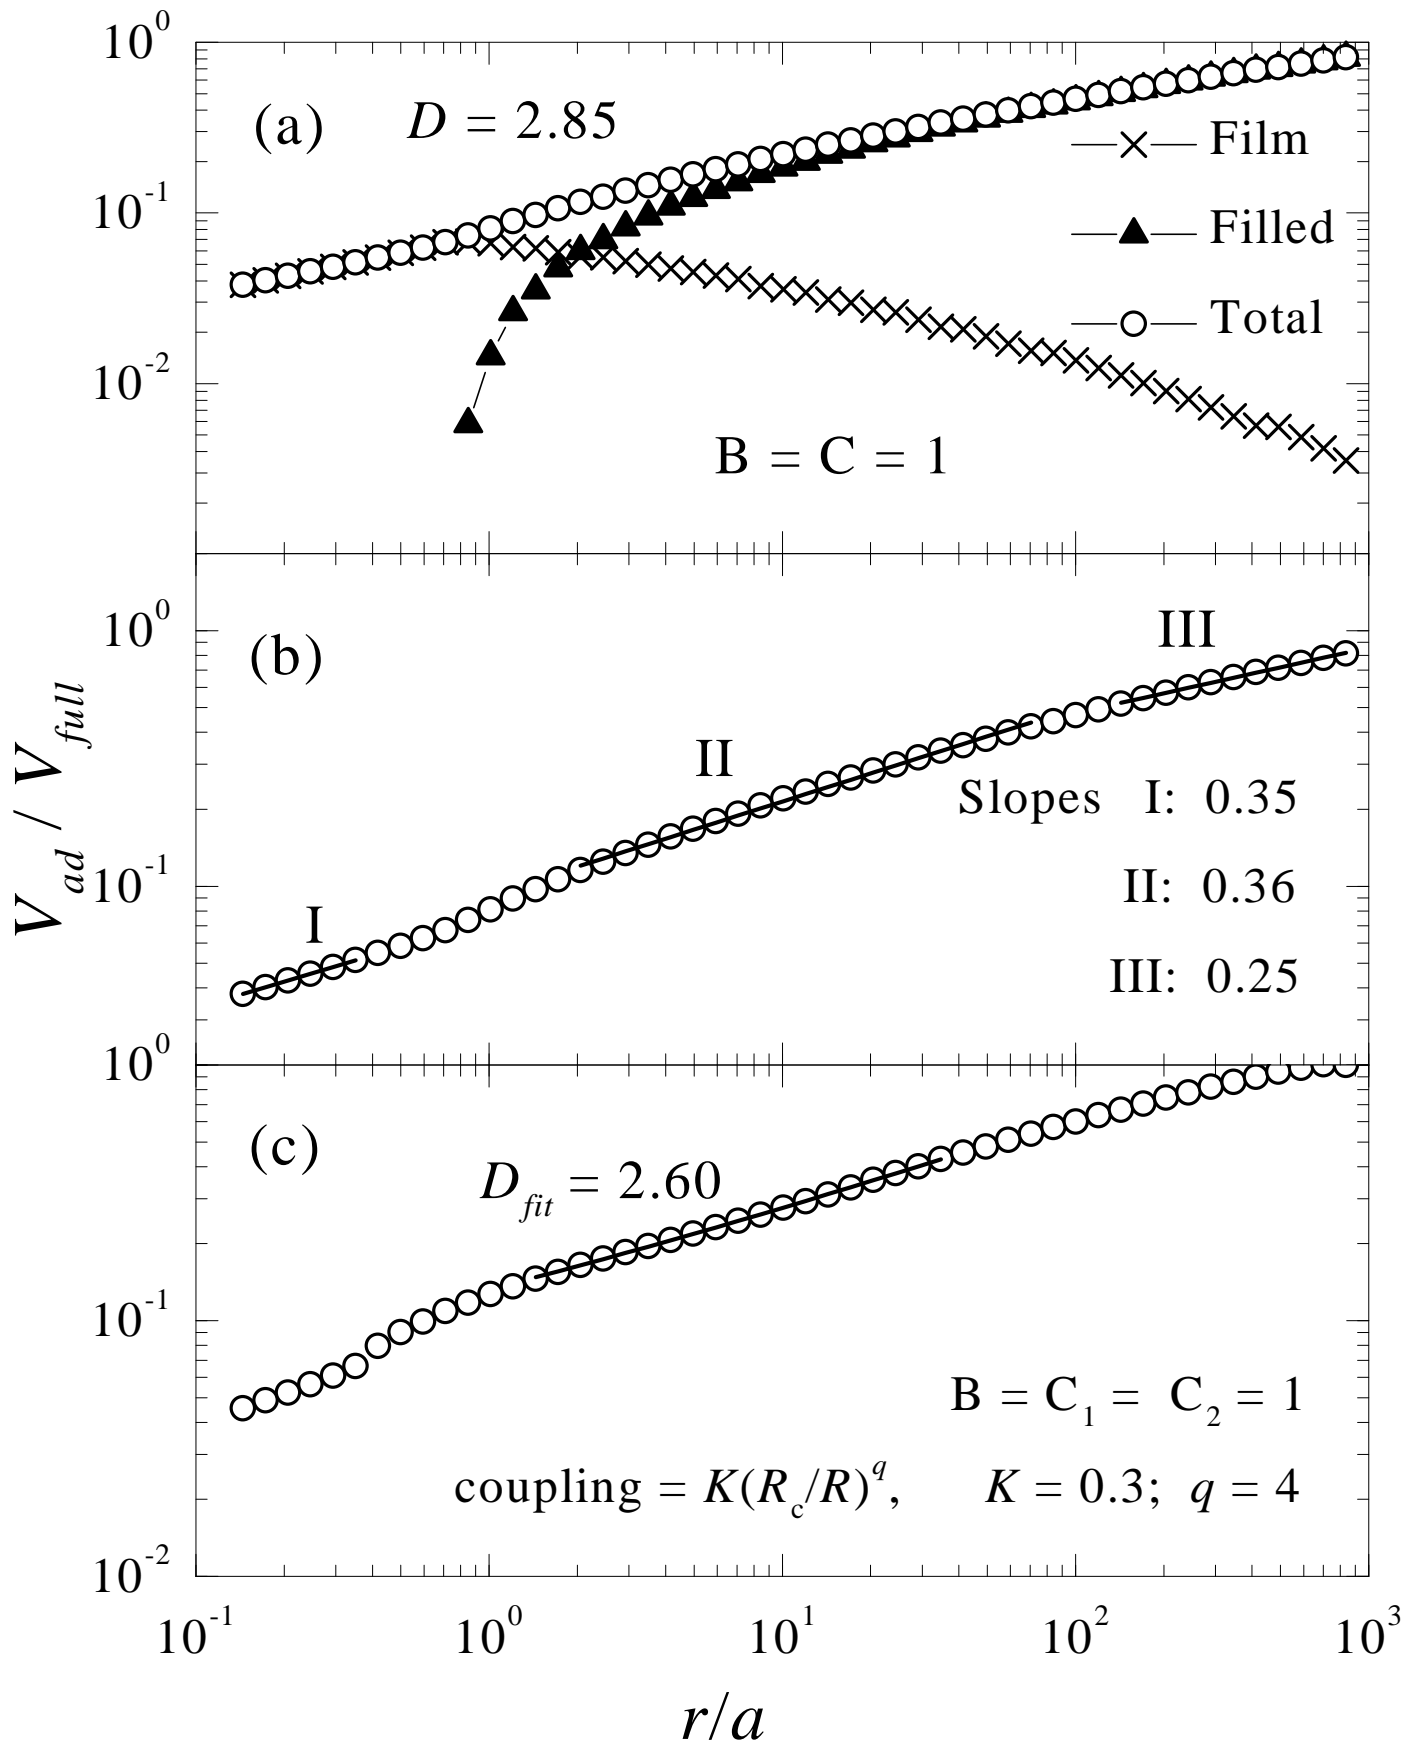 10^0
(a) D = 2.85
Film
10^-1
Filled
Total
10^-2
B = C = 1
10^0
(b)
III
II
Slopes I: 0.35
V_ad / V_full
10^-1
II: 0.36
I
III: 0.25
10^0
(c)
D_fit = 2.60
10^-1
B = C_1 = C_2 = 1
coupling = K(R_c/R)^q, K = 0.3; q = 4
10^-2
10^-1 10^0 10^1 10^2 10^3
r/a